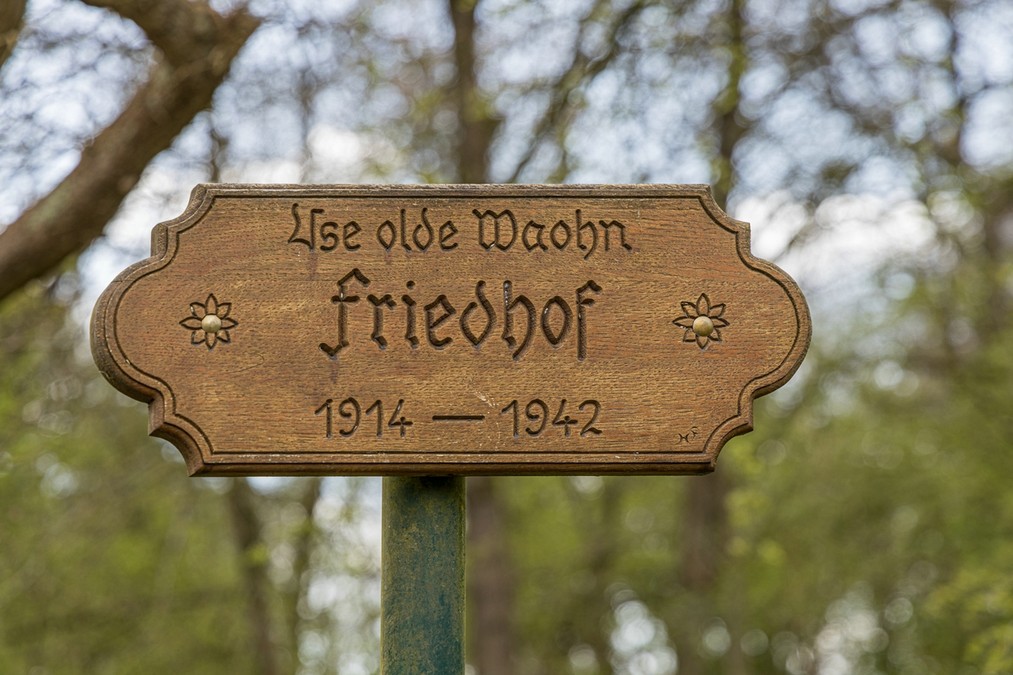 Use olde Waohn
Friedhof
1914 — 1942